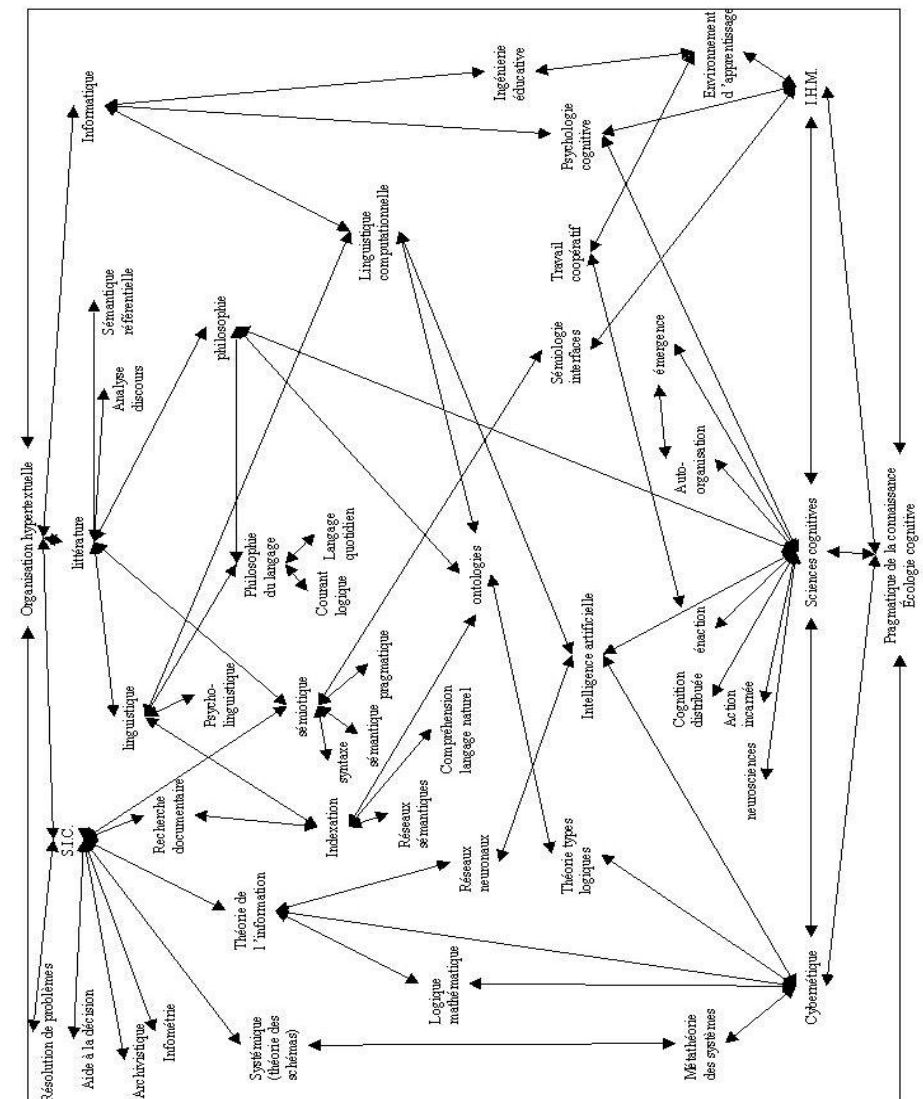 Organisation hypertextuelle
Résolution de problèmes
S.I.C.
littérature
Informatique
Aide à la décision
Sémantique
référentielle
Analyse
discours
Archivistique
linguistique
Recherche
documentaire
Infométrie
Psycho-
linguistique
philosophie
Théorie de
l'information
Philosophie
du langage
Systémique
(théorie des
schémas)
sémiotique
Courant
logique
Langage
quotidien
Indexation
syntaxe
sémantique
pragmatique
Linguistique
computationnelle
Réseaux
sémantiques
Logique
mathématique
Compréhension
langage naturel
ontologies
Réseaux
neuronaux
Ingénierie
éducative
Théorie types
logiques
Sémiologie
interfaces
Travail
coopératif
Psychologie
cognitive
Intelligence artificielle
émergence
Auto-
organisation
Métathéorie
des systèmes
Cognition
distribuée
énaction
Environnement
d'apprentissage
Action
incarnée
neurosciences
Cybernétique
Sciences cognitives
I.H.M.
Pragmatique de la connaissance
Écologie cognitive